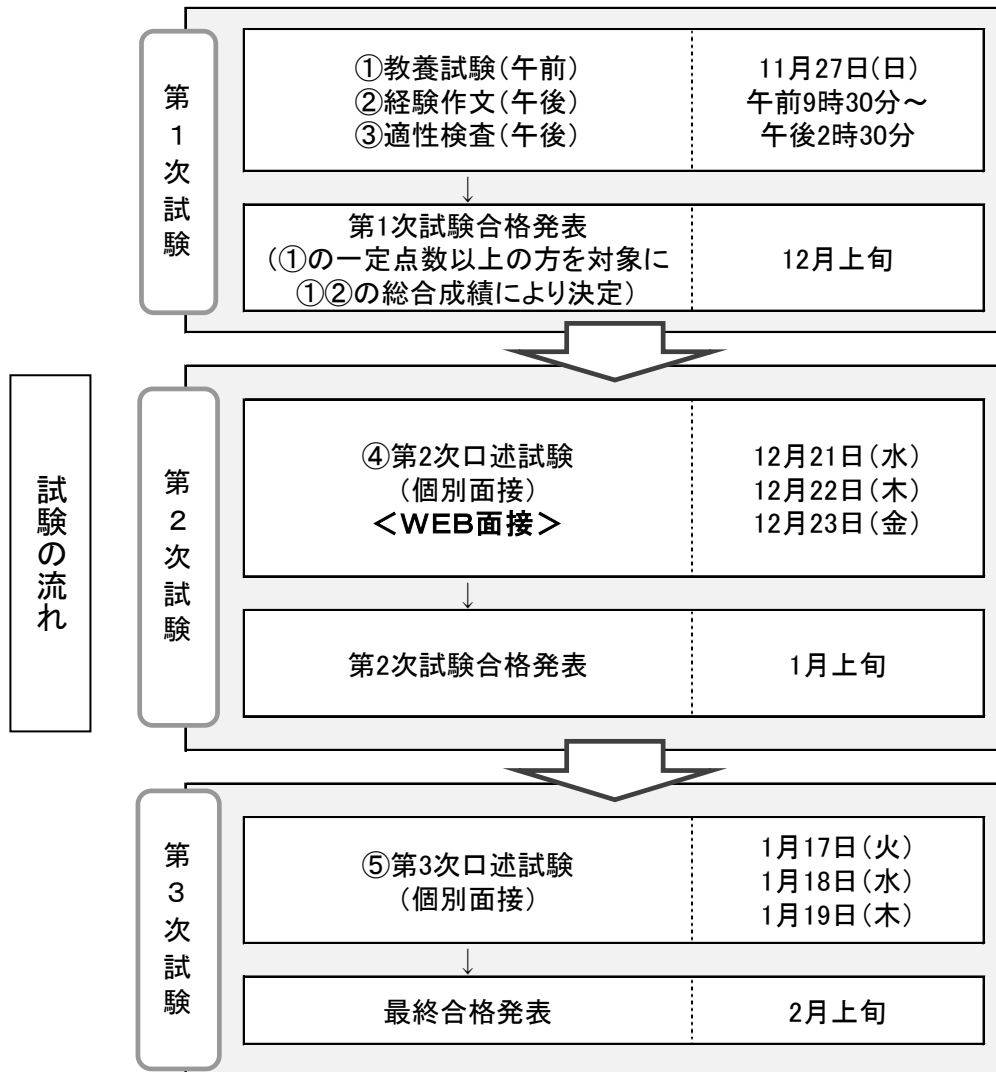 試験の流れ
第1次試験
①教養試験(午前)
②経験作文(午後)
③適性検査(午後)
11月27日(日)
午前9時30分～
午後2時30分
↓
第1次試験合格発表
(①の一定点数以上の方を対象に
①②の総合成績により決定)
12月上旬
第2次試験
④第2次口述試験
(個別面接)
＜WEB面接＞
12月21日(水)
12月22日(木)
12月23日(金)
↓
第2次試験合格発表
1月上旬
第3次試験
⑤第3次口述試験
(個別面接)
1月17日(火)
1月18日(水)
1月19日(木)
↓
最終合格発表
2月上旬